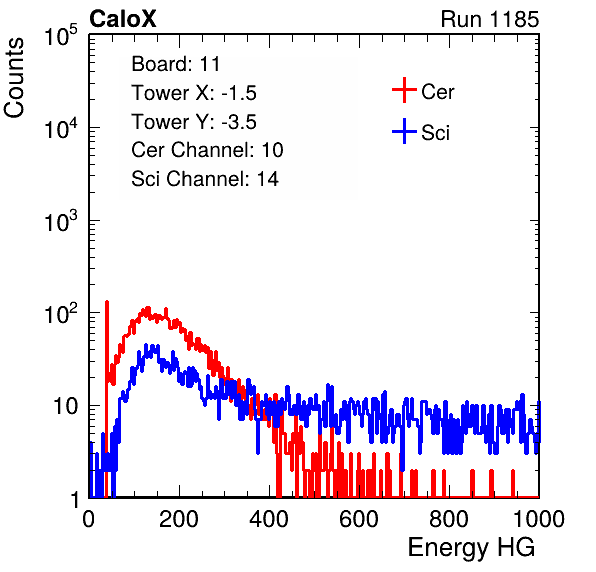 CaloX Run 1185
Counts
Board: 11
Tower X: -1.5
Tower Y: -3.5
Cer Channel: 10
Sci Channel: 14
Cer
Sci
10^5
10^4
10^3
10^2
10
1
0 200 400 600 800 1000
Energy HG